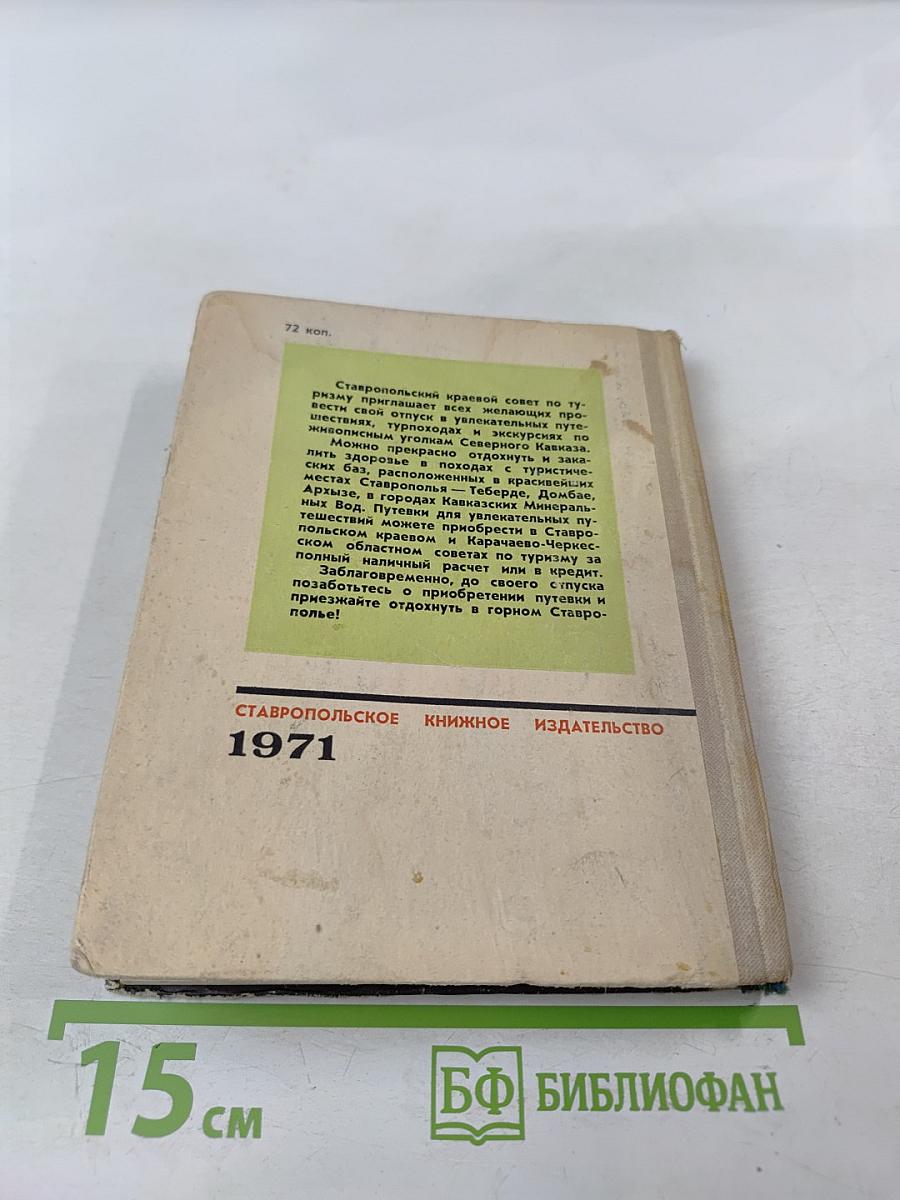 72 коп.
Ставропольский краевой совет по ту-
ризму приглашает всех желающих про-
вести свой отпуск в увлекательных путе-
шествиях, турпоходах и экскурсиях по
живописным уголкам Северного Кавказа.
Можно прекрасно отдохнуть и зака-
лить здоровье в походах с туристиче-
ских баз, расположенных в красивейших
местах Ставрополья — Теберде, Домбае,
Архызе, в городах Кавказских Минераль-
ных Вод. Путевки для увлекательных пу-
тешествий можете приобрести в Ставро-
польском краевом и Карачаево-Черкес-
ском областном советах по туризму за
полный наличный расчет или в кредит.
Заблаговременно, до своего отпуска
позаботьтесь о приобретении путевки и
приезжайте отдохнуть в горном Ставро-
полье!
СТАВРОПОЛЬСКОЕ КНИЖНОЕ ИЗДАТЕЛЬСТВО
1971
15 см
БФ БИБЛИОФАН